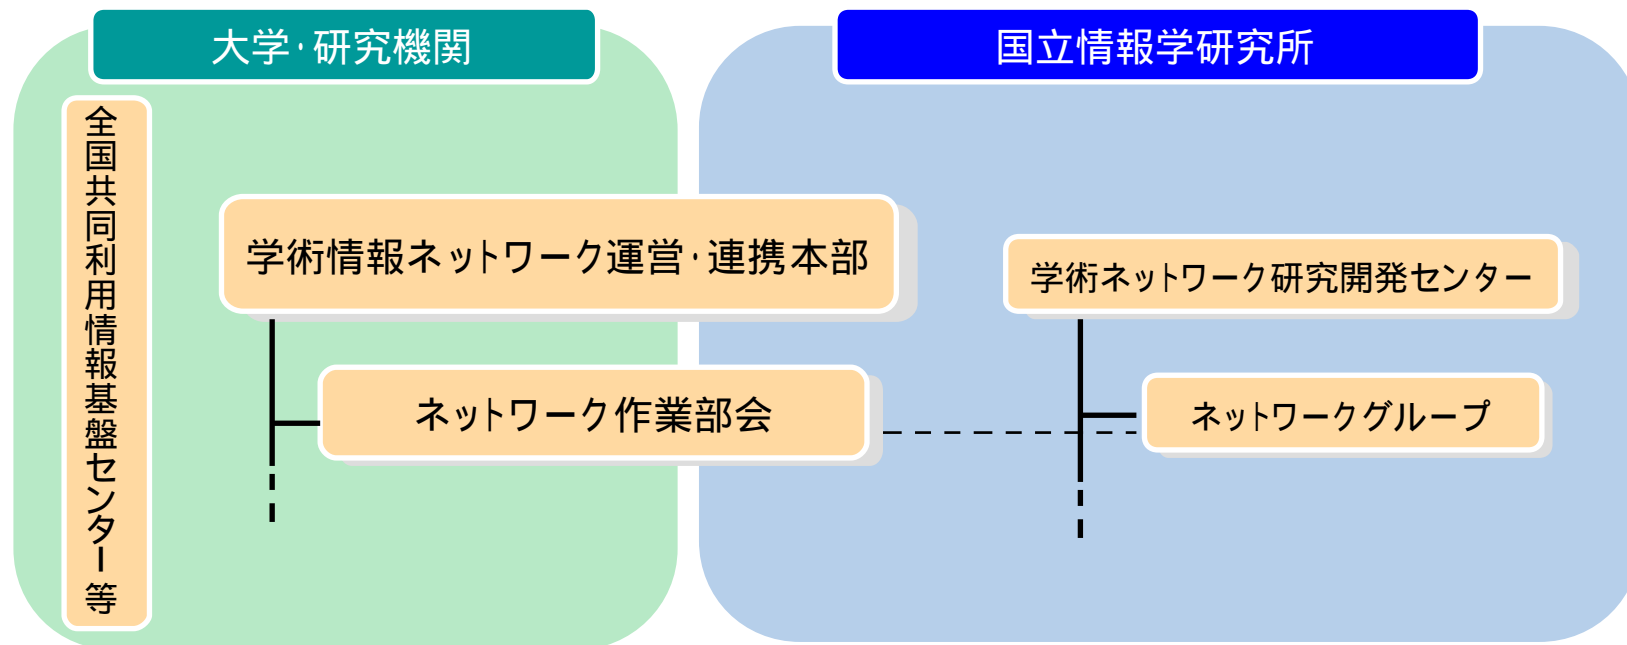 大学・研究機関
国立情報学研究所
全国共同利用情報基盤センター等
学術情報ネットワーク運営・連携本部
学術ネットワーク研究開発センター
ネットワーク作業部会
ネットワークグループ